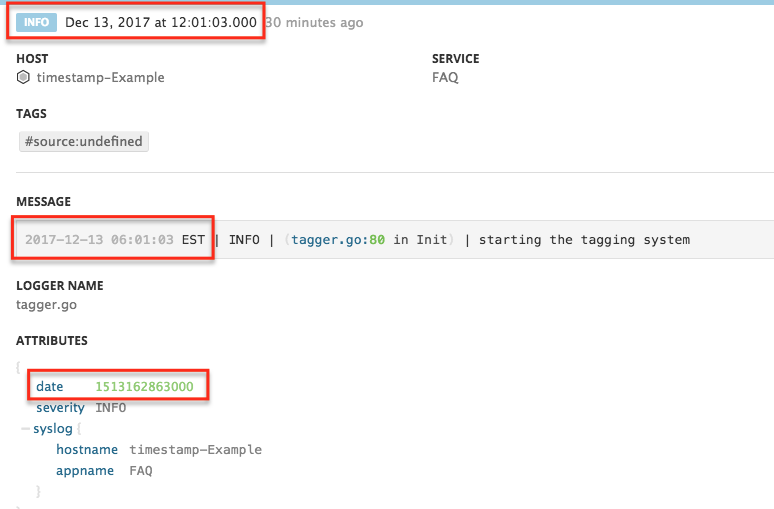 INFO Dec 13, 2017 at 12:01:03.000 30 minutes ago
HOST SERVICE
timestamp-Example FAQ
TAGS
#source:undefined
MESSAGE
2017-12-13 06:01:03 EST | INFO | (tagger.go:80 in Init) | starting the tagging system
LOGGER NAME
tagger.go
ATTRIBUTES
{
date 1513162863000
severity INFO
— syslog {
hostname timestamp-Example
appname FAQ
}
}